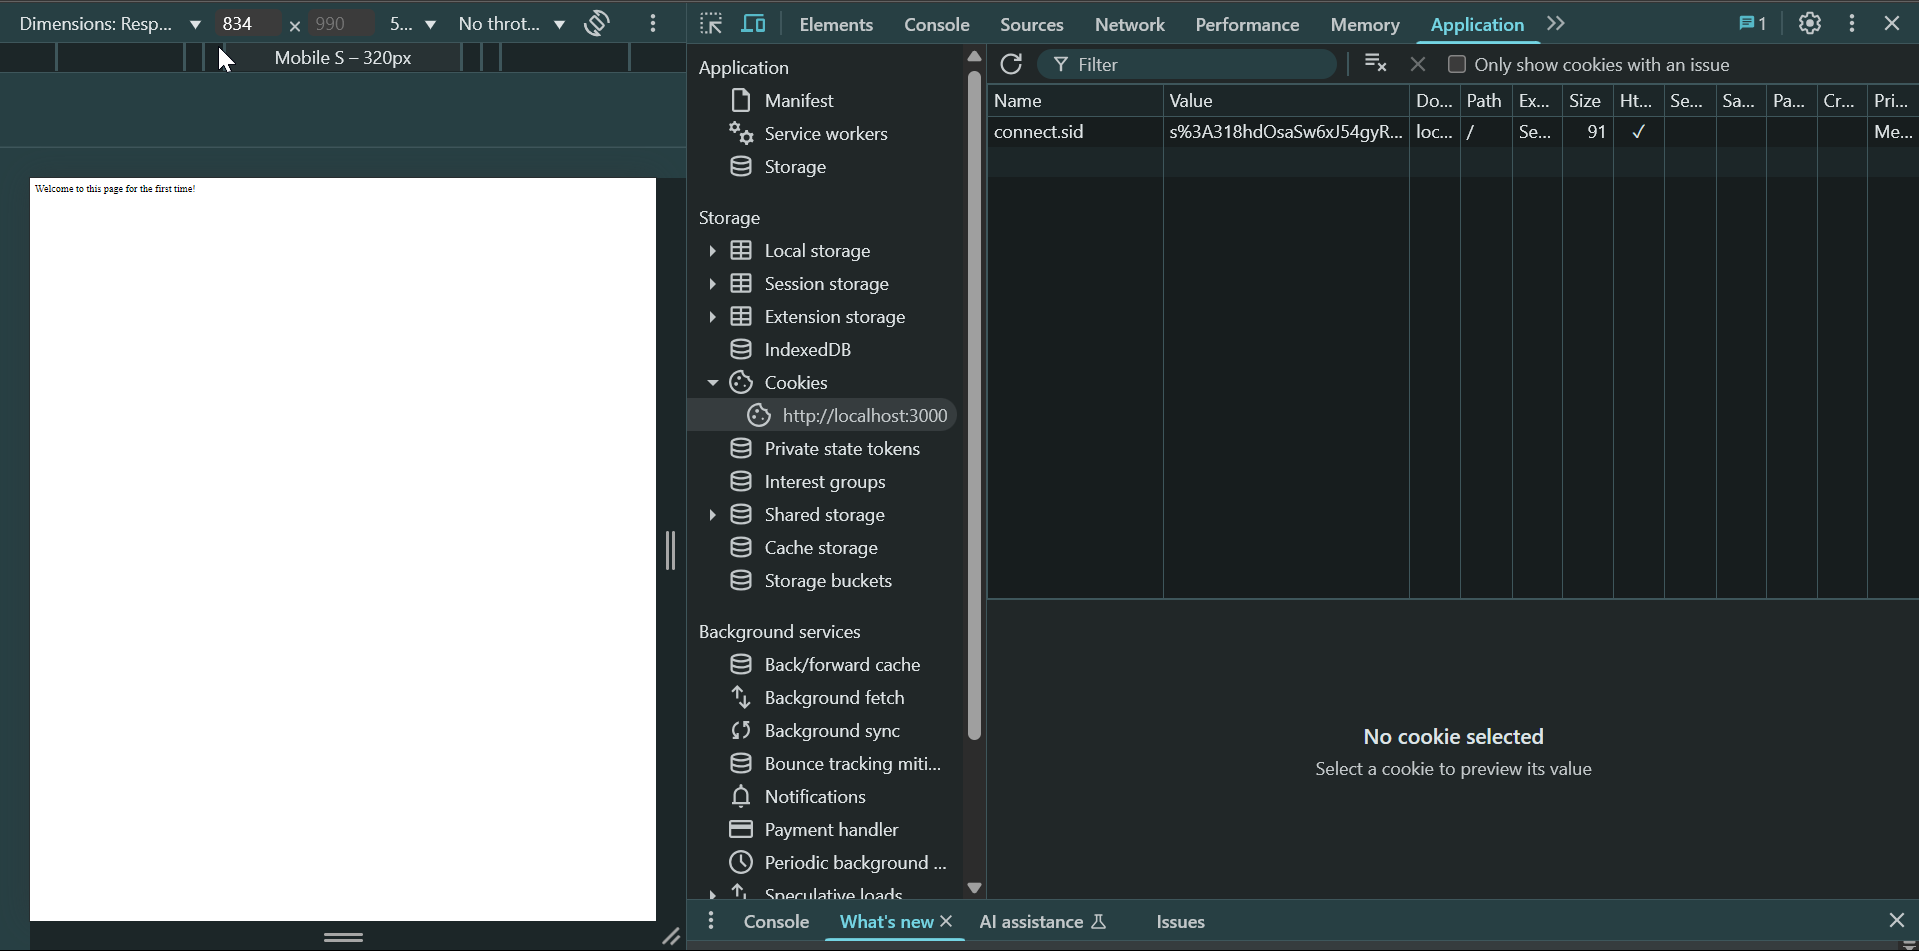 Dimensions: Resp... 834 × 990 5... No throt...
Mobile S – 320px
Welcome to this page for the first time!
Elements Console Sources Network Performance Memory Application 1
Application
Manifest
Service workers
Storage
Storage
Local storage
Session storage
Extension storage
IndexedDB
Cookies
http://localhost:3000
Private state tokens
Interest groups
Shared storage
Cache storage
Storage buckets
Background services
Back/forward cache
Background fetch
Background sync
Bounce tracking miti...
Notifications
Payment handler
Periodic background ...
Speculative loads
Filter Only show cookies with an issue
Name Value Do... Path Ex... Size Ht... Se... Sa... Pa... Cr... Pri...
connect.sid s%3A318hdOsaSw6xJ54gyR... loc... / Se... 91 ✓ Me...
No cookie selected
Select a cookie to preview its value
Console What's new AI assistance Issues